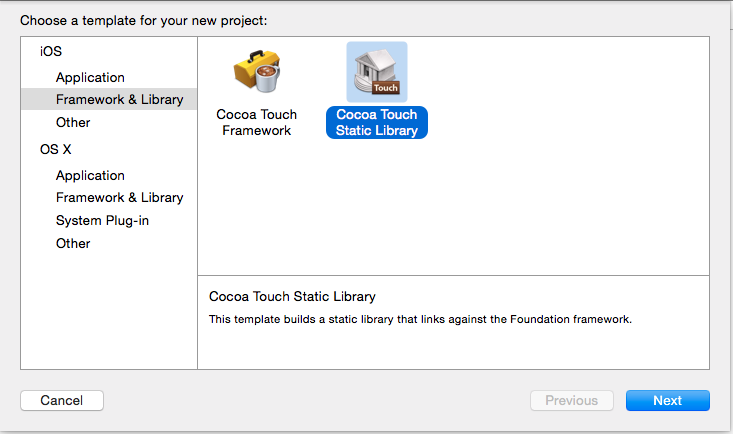 Choose a template for your new project:
iOS
Application
Framework & Library
Other
OS X
Application
Framework & Library
System Plug-in
Other
Cocoa Touch
Framework
Touch
Cocoa Touch
Static Library
Cocoa Touch Static Library
This template builds a static library that links against the Foundation framework.
Cancel
Previous
Next